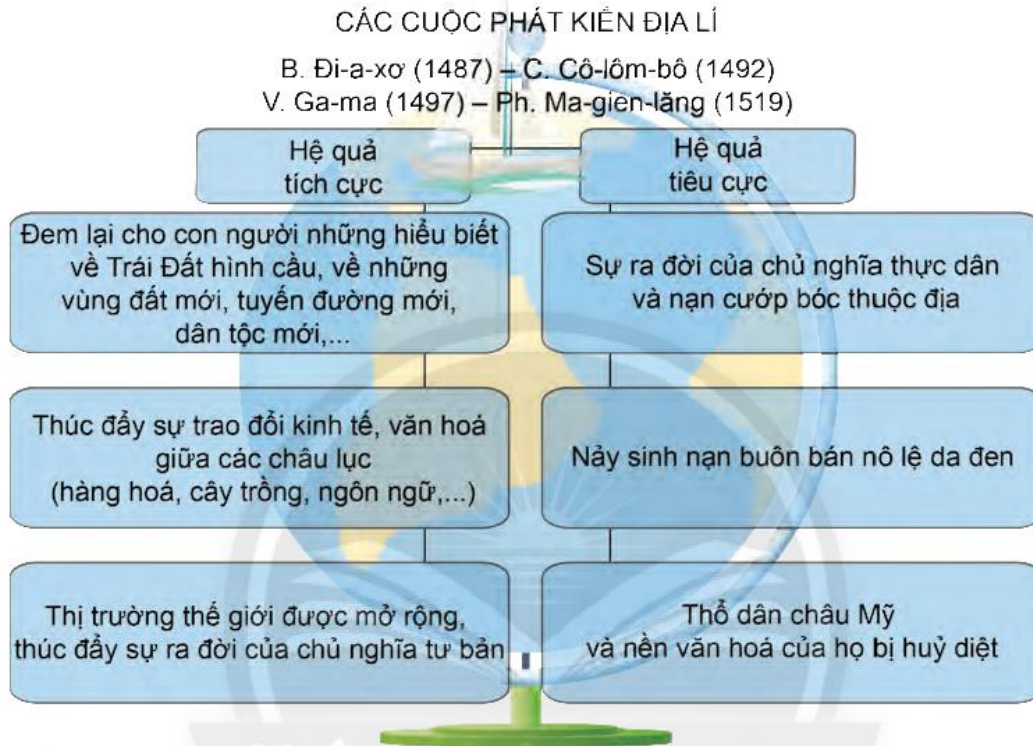 CÁC CUỘC PHÁT KIẾN ĐỊA LÍ
B. Đi-a-xơ (1487) – C. Cô-lôm-bô (1492)
V. Ga-ma (1497) – Ph. Ma-gien-lăng (1519)
Hệ quả
tích cực
Hệ quả
tiêu cực
Đem lại cho con người những hiểu biết
về Trái Đất hình cầu, về những
vùng đất mới, tuyến đường mới,
dân tộc mới,...
Sự ra đời của chủ nghĩa thực dân
và nạn cướp bóc thuộc địa
Thúc đẩy sự trao đổi kinh tế, văn hoá
giữa các châu lục
(hàng hoá, cây trồng, ngôn ngữ,...)
Nảy sinh nạn buôn bán nô lệ da đen
Thị trường thế giới được mở rộng,
thúc đẩy sự ra đời của chủ nghĩa tư bản
Thổ dân châu Mỹ
và nền văn hoá của họ bị huỷ diệt